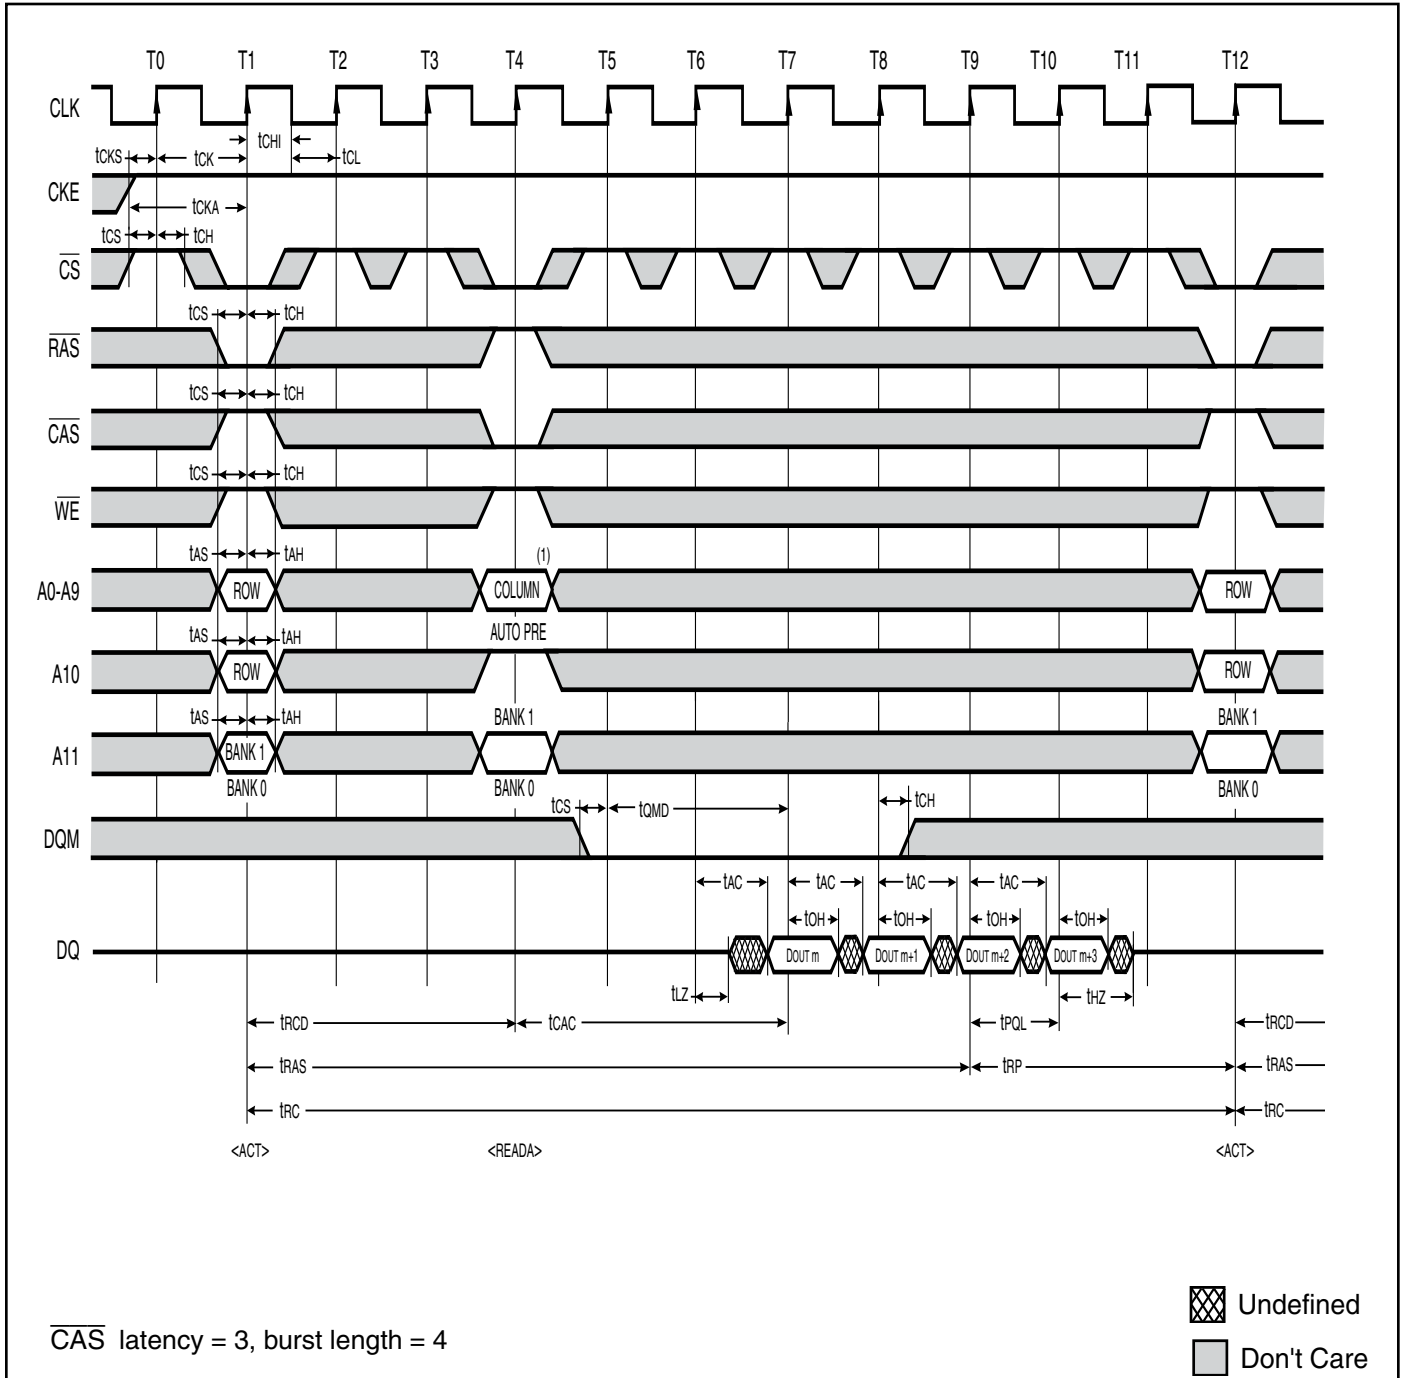 T0 T1 T2 T3 T4 T5 T6 T7 T8 T9 T10 T11 T12
CLK
tCHI
tCKS tCK tCL
CKE
tCKA
tCS tCH
CS
tCS tCH
RAS
tCS tCH
CAS
tCS tCH
WE
tAS tAH (1)
A0-A9 ROW COLUMN ROW
tAS tAH AUTO PRE
A10 ROW ROW
tAS tAH BANK 1 BANK 1
A11 BANK 1
BANK 0 BANK 0 BANK 0
tCS tQMD tCH
DQM
tAC tAC tAC tAC
tOH tOH tOH tOH
DQ DOUT m DOUT m+1 DOUT m+2 DOUT m+3
tLZ tHZ
tRCD tCAC tPQL tRCD
tRAS tRP tRAS
tRC tRC
<ACT> <READA> <ACT>
Undefined
CAS latency = 3, burst length = 4
Don't Care